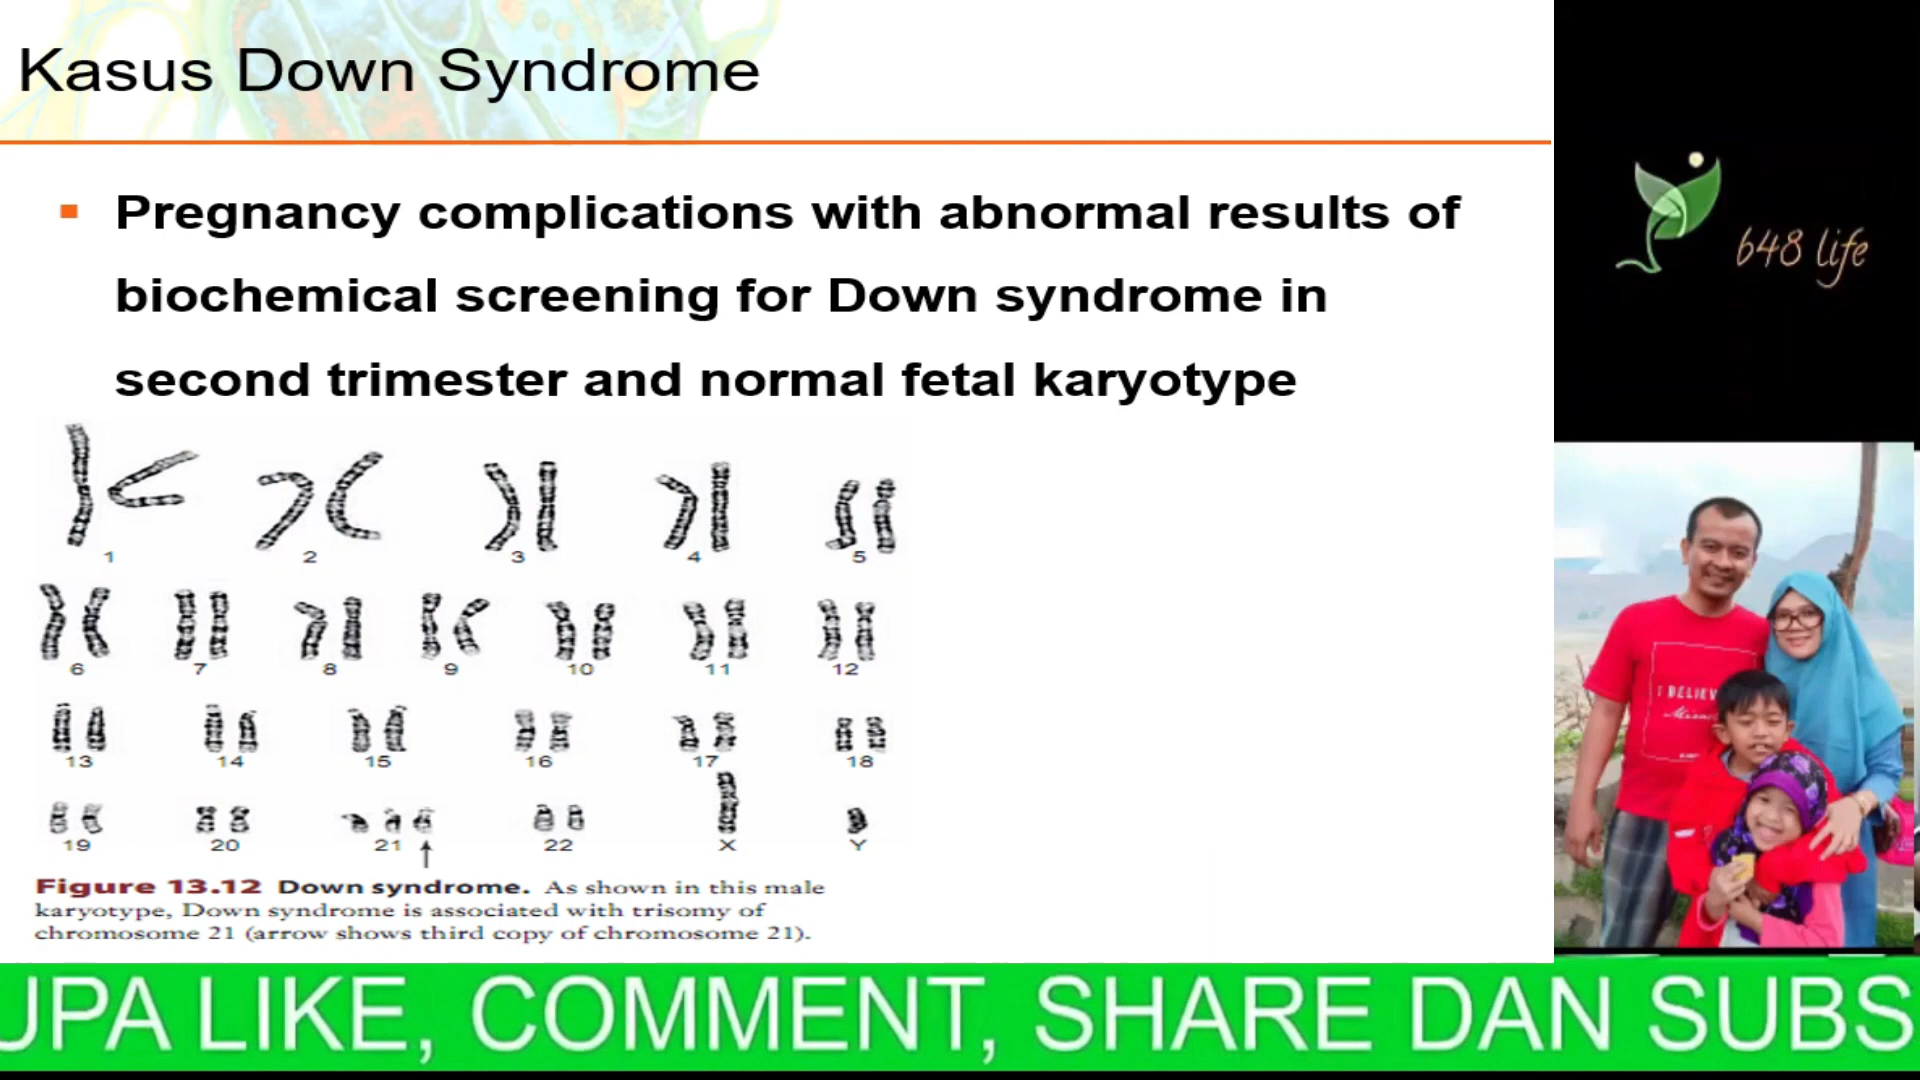 Kasus Down Syndrome
Pregnancy complications with abnormal results of
biochemical screening for Down syndrome in
second trimester and normal fetal karyotype
1 2 3 4 5
6 7 8 9 10 11 12
13 14 15 16 17 18
19 20 21 22 X Y
Figure 13.12 Down syndrome. As shown in this male
karyotype, Down syndrome is associated with trisomy of
chromosome 21 (arrow shows third copy of chromosome 21).
648 life
I BELIEV
UPA LIKE, COMMENT, SHARE DAN SUBS